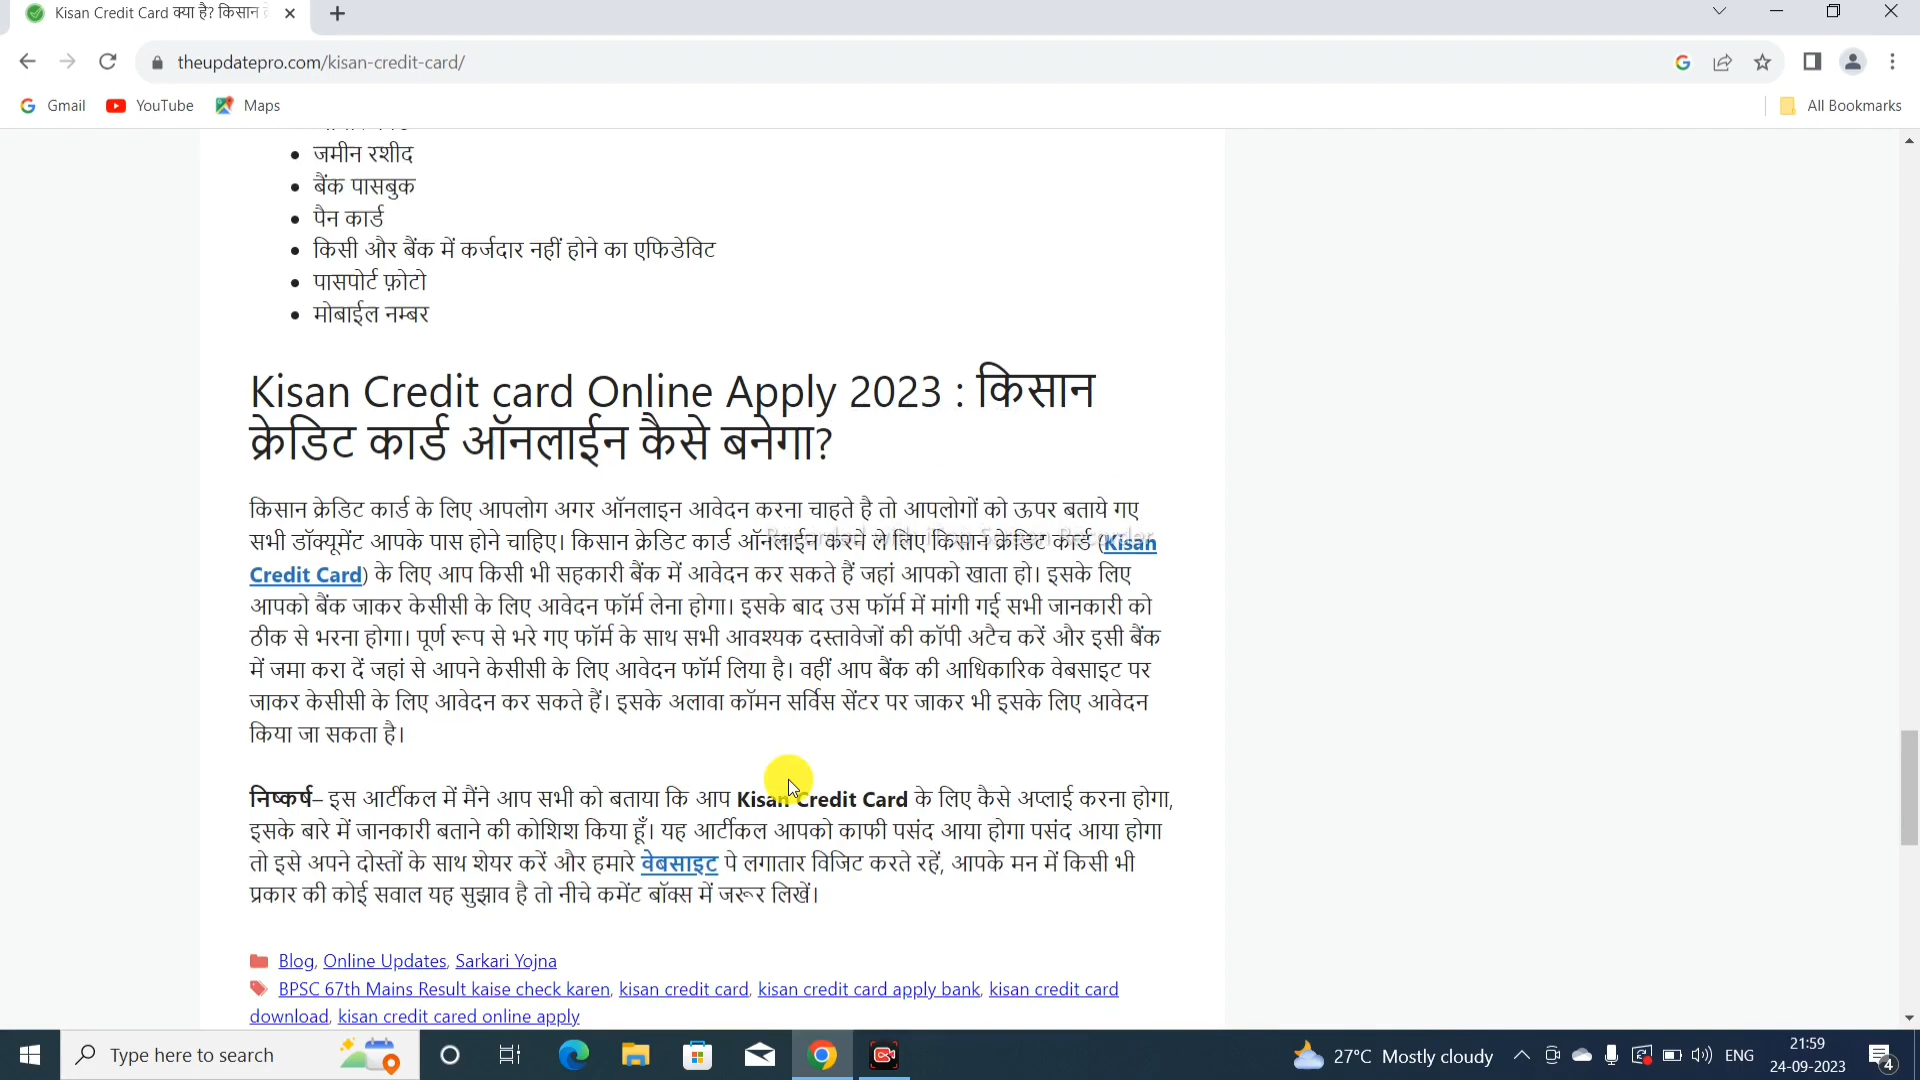 Kisan Credit Card क्या है? किसान
theupdatepro.com/kisan-credit-card/
Gmail
YouTube
Maps
All Bookmarks
जमीन रशीद
बैंक पासबुक
पैन कार्ड
किसी और बैंक में कर्जदार नहीं होने का एफिडेविट
पासपोर्ट फ़ोटो
मोबाईल नम्बर
Kisan Credit card Online Apply 2023 : किसान
क्रेडिट कार्ड ऑनलाईन कैसे बनेगा?
किसान क्रेडिट कार्ड के लिए आपलोग अगर ऑनलाइन आवेदन करना चाहते है तो आपलोगों को ऊपर बताये गए
सभी डॉक्यूमेंट आपके पास होने चाहिए। किसान क्रेडिट कार्ड ऑनलाईन करने ले लिए किसान क्रेडिट कार्ड (Kisan
Recorded with iTop Screen Recorder
Credit Card) के लिए आप किसी भी सहकारी बैंक में आवेदन कर सकते हैं जहां आपको खाता हो। इसके लिए
आपको बैंक जाकर केसीसी के लिए आवेदन फॉर्म लेना होगा। इसके बाद उस फॉर्म में मांगी गई सभी जानकारी को
ठीक से भरना होगा। पूर्ण रूप से भरे गए फॉर्म के साथ सभी आवश्यक दस्तावेजों की कॉपी अटैच करें और इसी बैंक
में जमा करा दें जहां से आपने केसीसी के लिए आवेदन फॉर्म लिया है। वहीं आप बैंक की आधिकारिक वेबसाइट पर
जाकर केसीसी के लिए आवेदन कर सकते हैं। इसके अलावा कॉमन सर्विस सेंटर पर जाकर भी इसके लिए आवेदन
किया जा सकता है।
निष्कर्ष– इस आर्टीकल में मैंने आप सभी को बताया कि आप Kisan Credit Card के लिए कैसे अप्लाई करना होगा,
इसके बारे में जानकारी बताने की कोशिश किया हूँ। यह आर्टीकल आपको काफी पसंद आया होगा पसंद आया होगा
तो इसे अपने दोस्तों के साथ शेयर करें और हमारे वेबसाइट पे लगातार विजिट करते रहें, आपके मन में किसी भी
प्रकार की कोई सवाल यह सुझाव है तो नीचे कमेंट बॉक्स में जरूर लिखें।
Blog, Online Updates, Sarkari Yojna
BPSC 67th Mains Result kaise check karen, kisan credit card, kisan credit card apply bank, kisan credit card
download, kisan credit cared online apply
Type here to search
27°C Mostly cloudy
ENG
21:59
24-09-2023
4